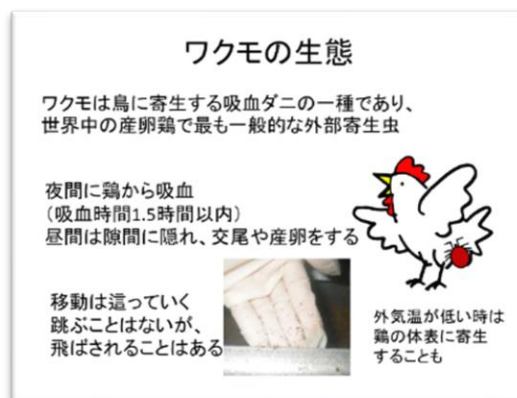 ワクモの生態
ワクモは鳥に寄生する吸血ダニの一種であり、
世界中の産卵鶏で最も一般的な外部寄生虫
夜間に鶏から吸血
（吸血時間1.5時間以内）
昼間は隙間に隠れ、交尾や産卵をする
移動は這っていく
跳ぶことはないが、
飛ばされることはある
外気温が低い時は
鶏の体表に寄生
することも